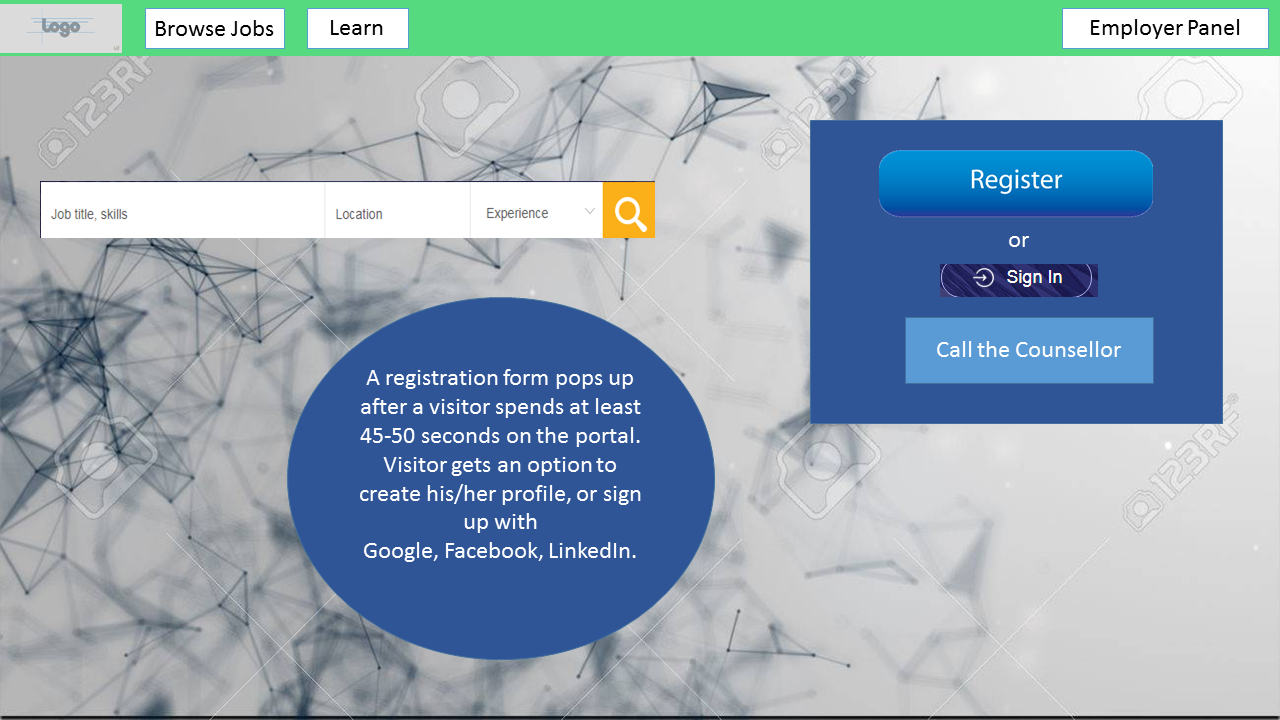 Logo
Browse Jobs
Learn
Employer Panel
123RF
123RF
Job title, skills
Location
Experience
Register
or
Sign In
Call the Counsellor
A registration form pops up
after a visitor spends at least
45-50 seconds on the portal.
Visitor gets an option to
create his/her profile, or sign
up with
Google, Facebook, LinkedIn.
123RF